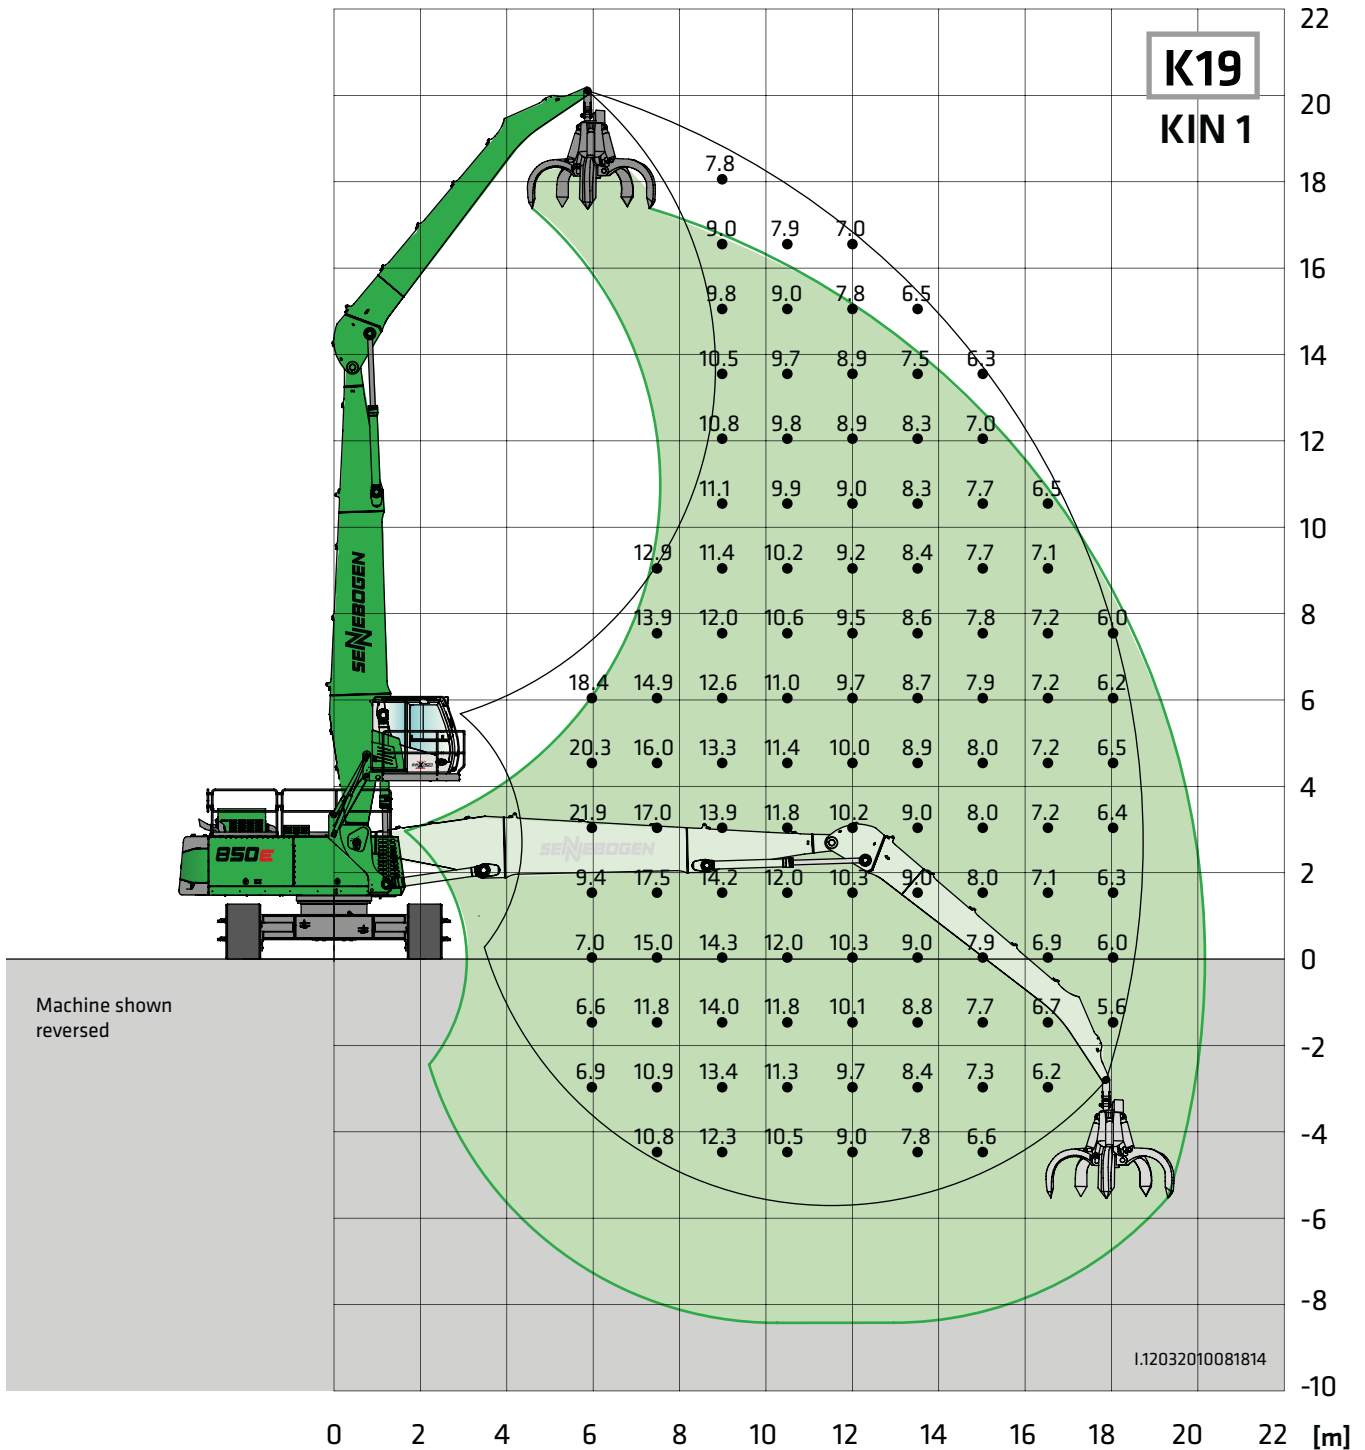 22
K19
20
KIN 1
7.8
18
9.0 7.9 7.0
16
9.8 9.0 7.8 6.5
14
10.5 9.7 8.9 7.5 6.3
12
10.8 9.8 8.9 8.3 7.0
11.1 9.9 9.0 8.3 7.7 6.5
10
12.9 11.4 10.2 9.2 8.4 7.7 7.1
SENNEBOGEN
8
13.9 12.0 10.6 9.5 8.6 7.8 7.2 6.0
18.4 14.9 12.6 11.0 9.7 8.7 7.9 7.2 6.2
6
20.3 16.0 13.3 11.4 10.0 8.9 8.0 7.2 6.5
4
21.9 17.0 13.9 11.8 10.2 9.0 8.0 7.2 6.4
850E
SENNEBOGEN
2
9.4 17.5 14.2 12.0 10.3 9.0 8.0 7.1 6.3
7.0 15.0 14.3 12.0 10.3 9.0 7.9 6.9 6.0
0
Machine shown
reversed
6.6 11.8 14.0 11.8 10.1 8.8 7.7 6.7 5.6
-2
6.9 10.9 13.4 11.3 9.7 8.4 7.3 6.2
-4
10.8 12.3 10.5 9.0 7.8 6.6
-6
-8
I.12032010081814
-10
0 2 4 6 8 10 12 14 16 18 20 22 [m]